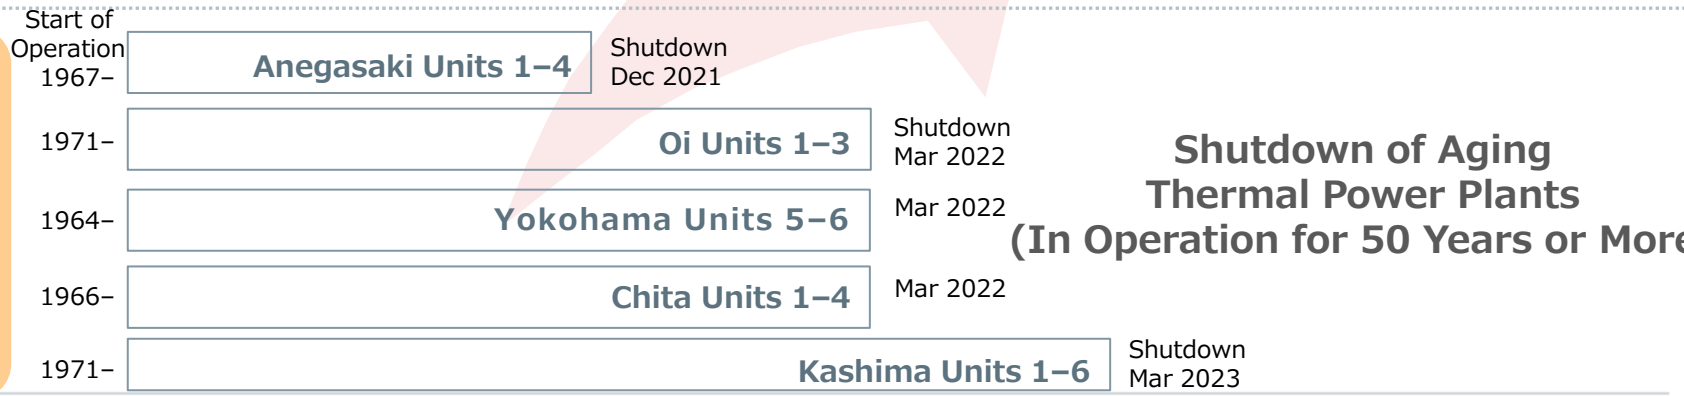 Start of
Operation
1967–
Anegasaki Units 1–4
Shutdown
Dec 2021
1971–
Oi Units 1–3
Shutdown
Mar 2022
1964–
Yokohama Units 5–6
Mar 2022
1966–
Chita Units 1–4
Mar 2022
1971–
Kashima Units 1–6
Shutdown
Mar 2023
Shutdown of Aging
Thermal Power Plants
(In Operation for 50 Years or More